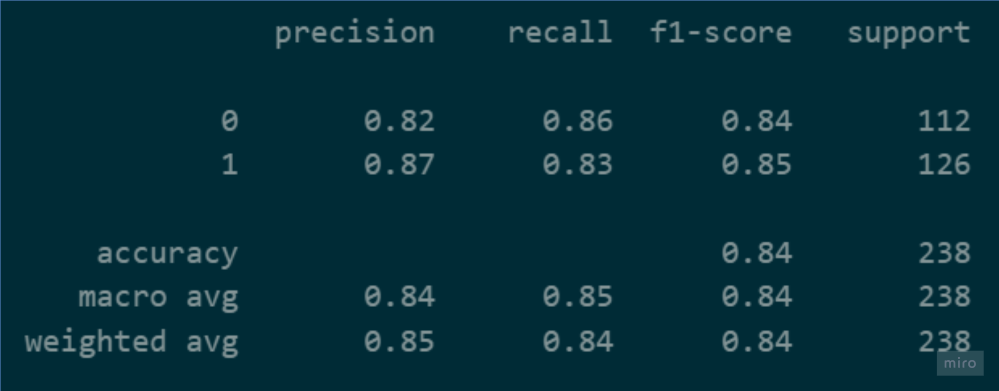 precision recall f1-score support
0 0.82 0.86 0.84 112
1 0.87 0.83 0.85 126
accuracy 0.84 238
macro avg 0.84 0.85 0.84 238
weighted avg 0.85 0.84 0.84 238
miro